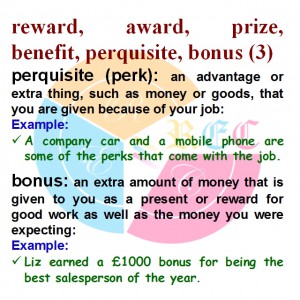 reward, award, prize,
benefit, perquisite, bonus (3)
perquisite (perk): an advantage or
extra thing, such as money or goods, that
you are given because of your job:
Example:
✓ A company car and a mobile phone are
some of the perks that come with the job.
bonus: an extra amount of money that is
given to you as a present or reward for
good work as well as the money you were
expecting:
Example:
✓ Liz earned a £1000 bonus for being the
best salesperson of the year.